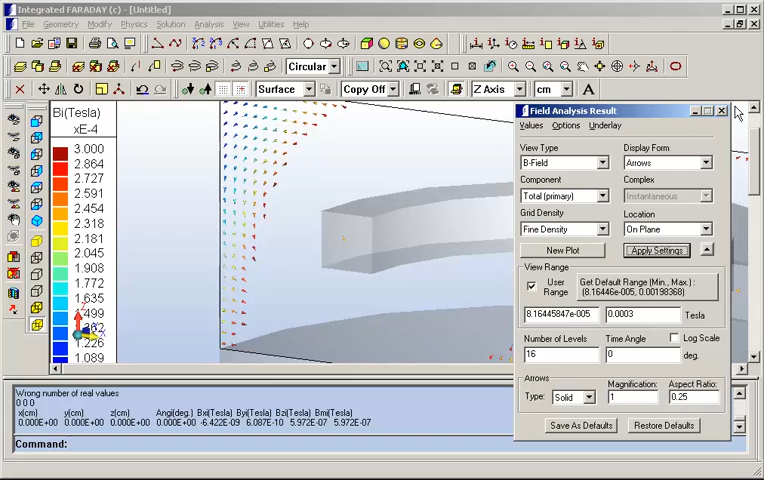 Integrated FARADAY (c) - [Untitled]
File Geometry Modify Physics Solution Analysis View Utilities Help
Circular
Surface Copy Off Z Axis cm
Bi(Tesla)
xE-4
3.000
2.864
2.727
2.591
2.454
2.318
2.181
2.045
1.908
1.772
1.635
1.499
1.362
1.226
1.089
Field Analysis Result
Values Options Underlay
View Type Display Form
B-Field Arrows
Component Complex
Total (primary) Instantaneous
Grid Density Location
Fine Density On Plane
New Plot Apply Settings
View Range
User Range
Get Default Range (Min., Max.) :
(8.16446e-005, 0.00198368)
8.16445847e-005 0.0003 Tesla
Number of Levels Time Angle Log Scale
16 0 deg.
Arrows
Type: Solid Magnification: 1 Aspect Ratio: 0.25
Save As Defaults Restore Defaults
Wrong number of real values
0 0 0
x(cm) y(cm) z(cm) Angi(deg.) Bxi(Tesla) Byi(Tesla) Bzi(Tesla) Bmi(Tesla)
0.000E+00 0.000E+00 0.000E+00 0.000E+00 -6.422E-09 6.087E-10 5.972E-07 5.972E-07
Command: